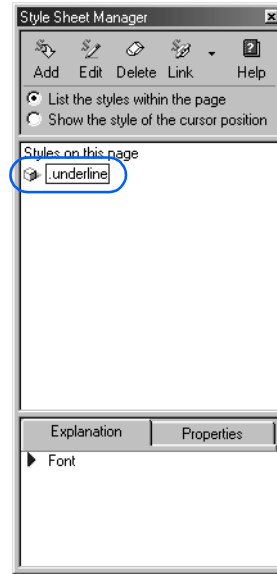 Style Sheet Manager
Add Edit Delete Link Help
List the styles within the page
Show the style of the cursor position
Styles on this page
.underline
Explanation Properties
Font